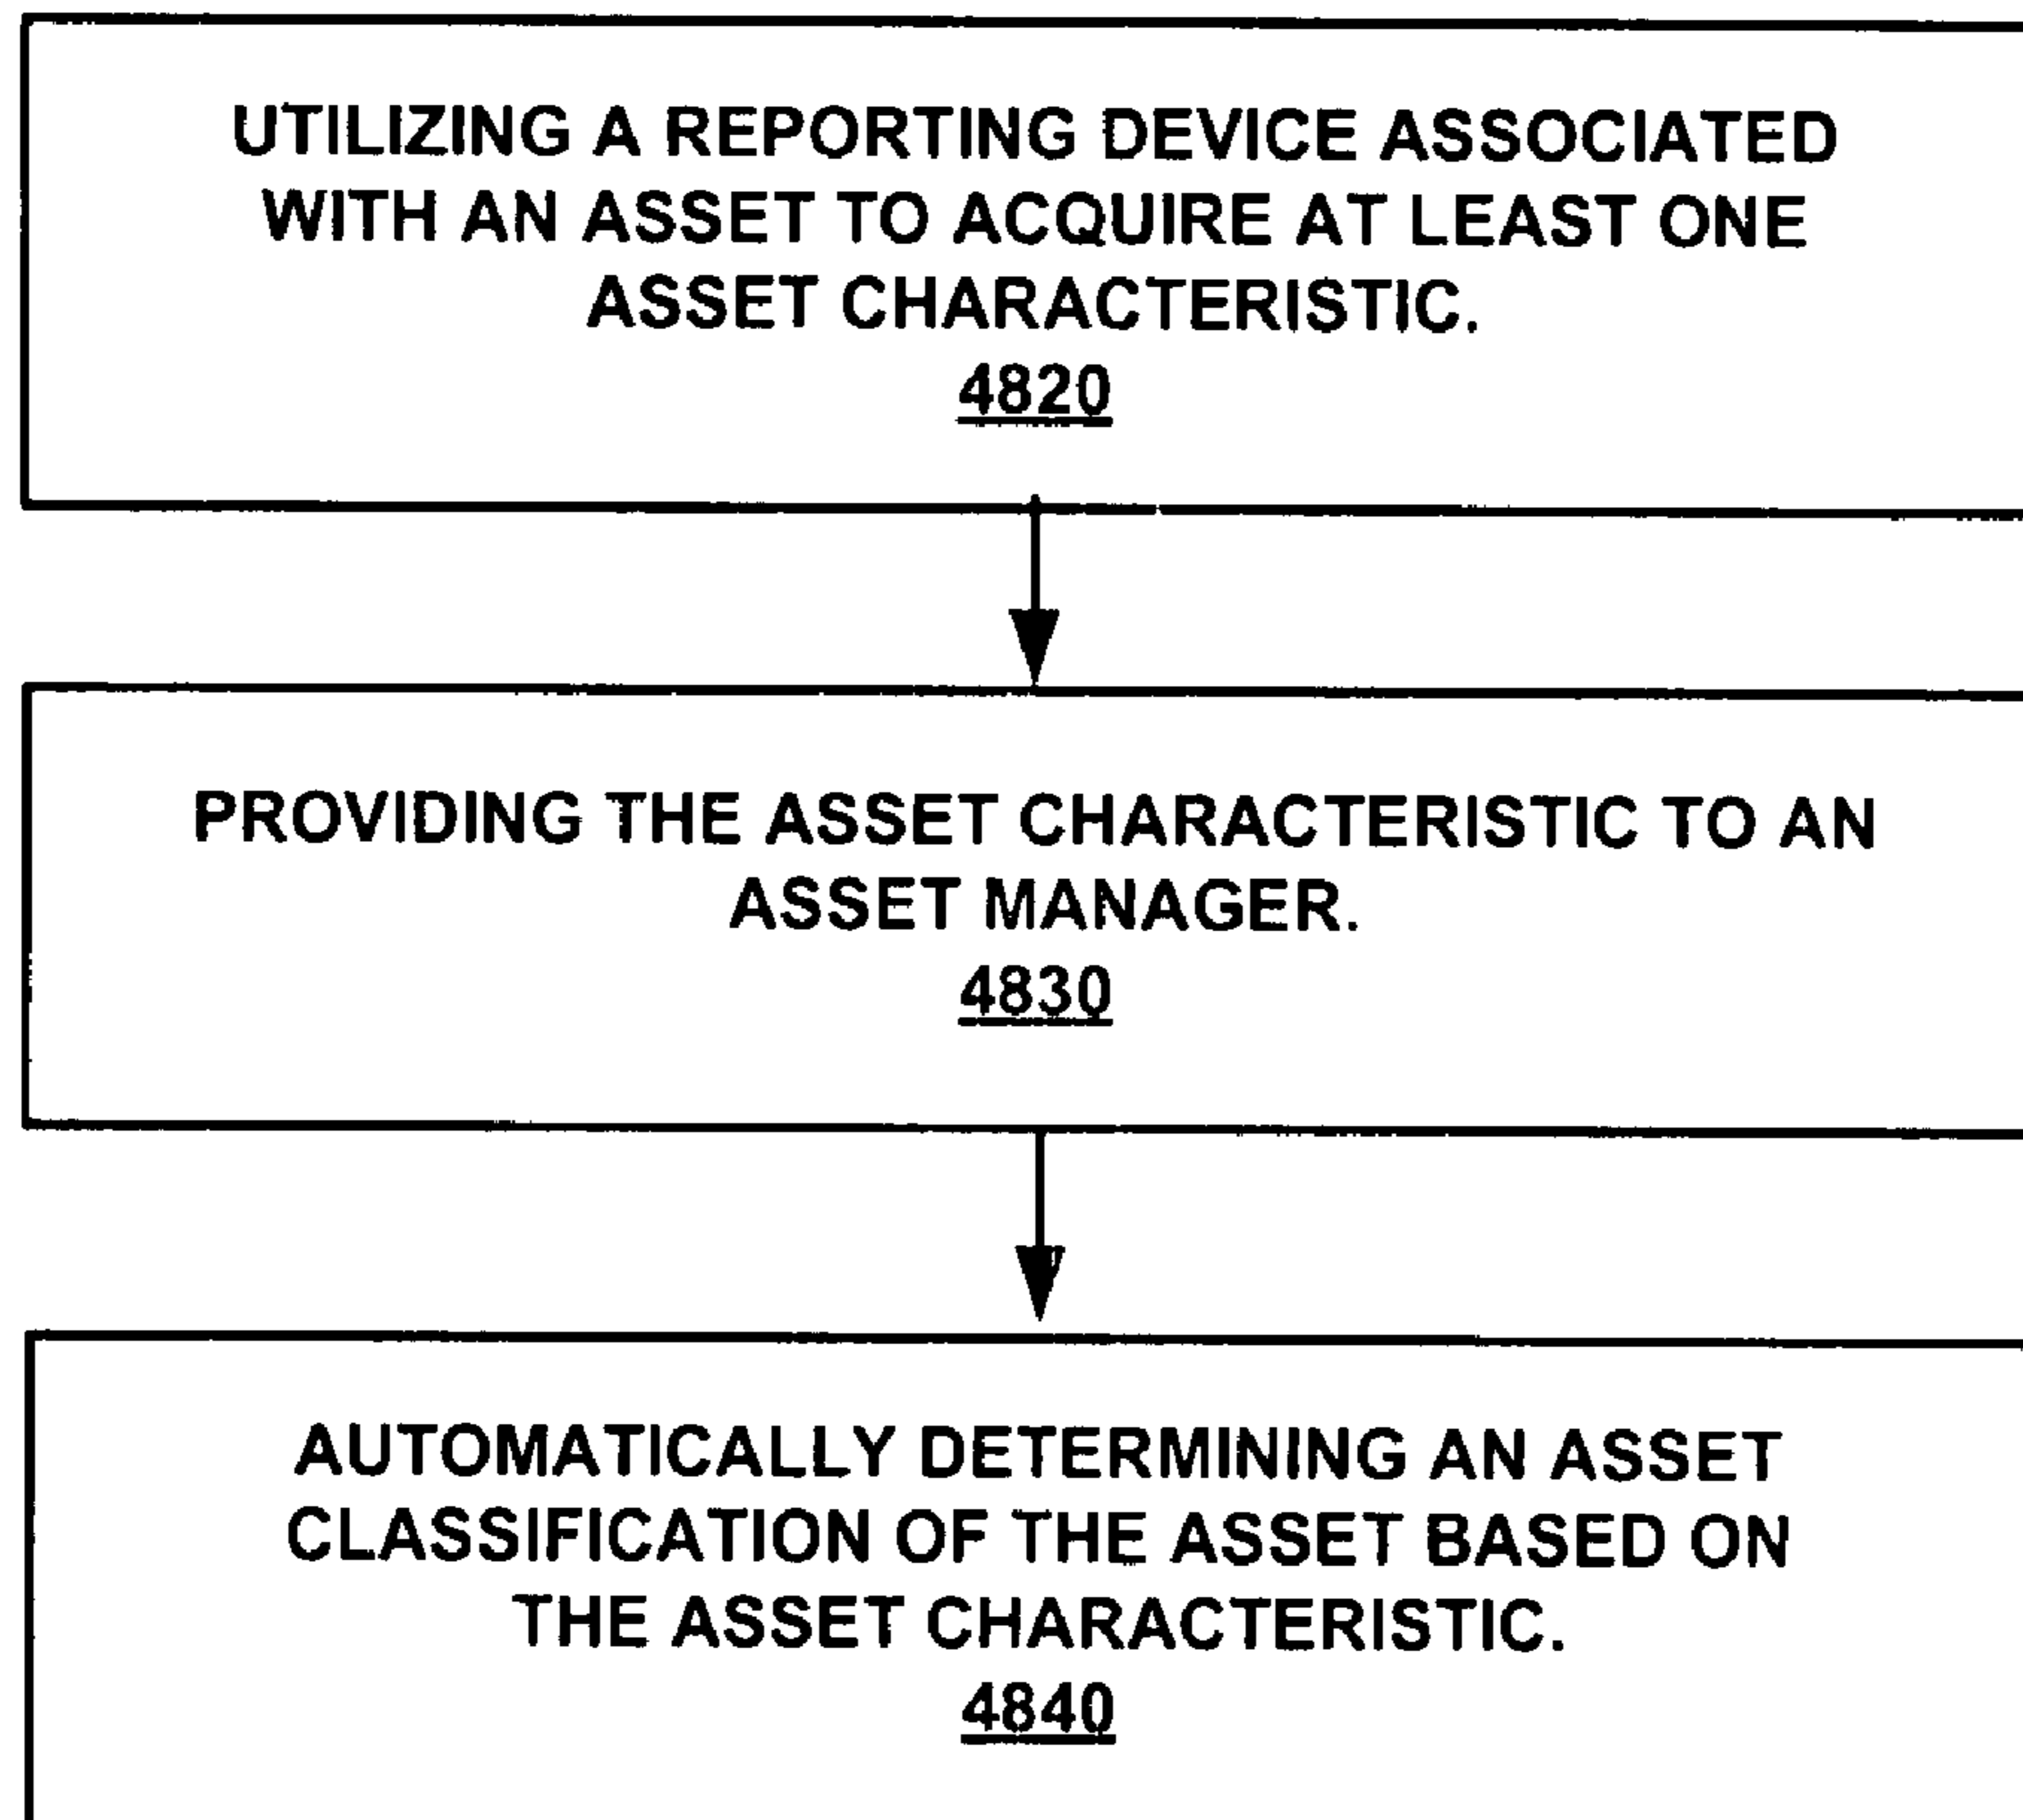 UTILIZING A REPORTING DEVICE ASSOCIATED
WITH AN ASSET TO ACQUIRE AT LEAST ONE
ASSET CHARACTERISTIC.
4820
PROVIDING THE ASSET CHARACTERISTIC TO AN
ASSET MANAGER.
4830
AUTOMATICALLY DETERMINING AN ASSET
CLASSIFICATION OF THE ASSET BASED ON
THE ASSET CHARACTERISTIC.
4840